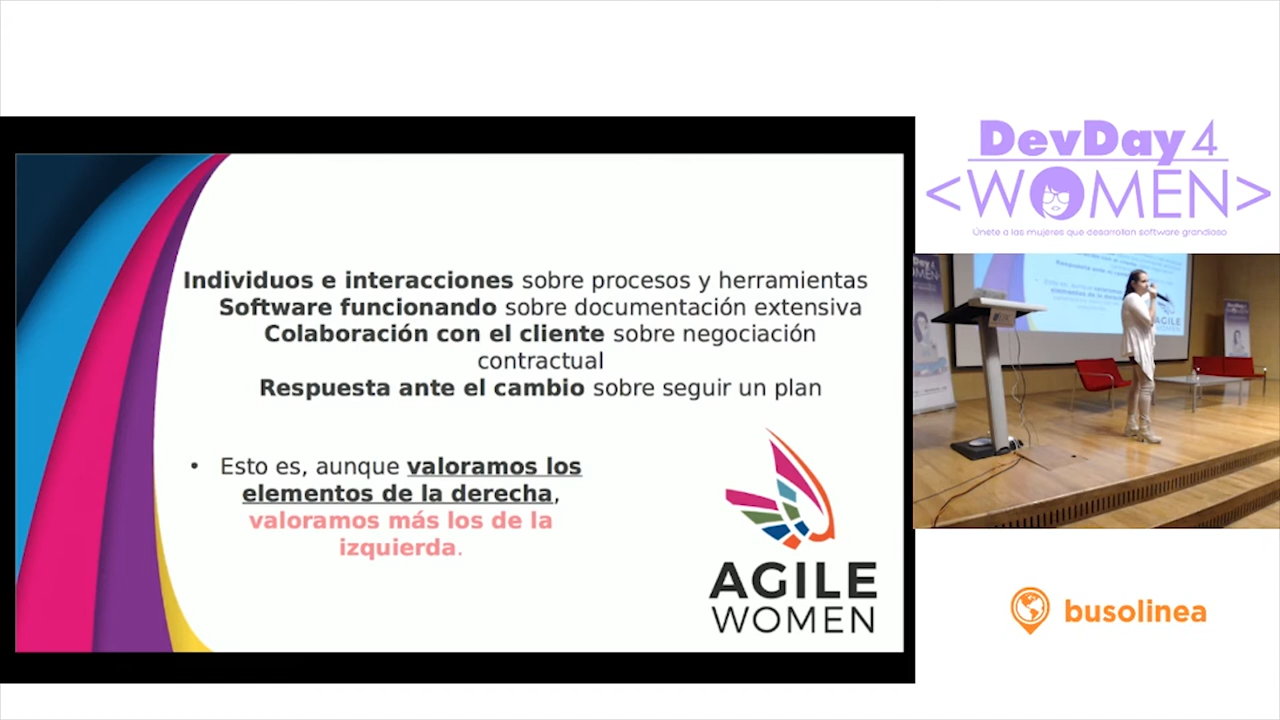 DevDay4
<WOMEN>
Únete a las mujeres que desarrollan software grandioso
Individuos e interacciones sobre procesos y herramientas
Software funcionando sobre documentación extensiva
Colaboración con el cliente sobre negociación
contractual
Respuesta ante el cambio sobre seguir un plan
• Esto es, aunque valoramos los
elementos de la derecha,
valoramos más los de la
izquierda.
AGILE
WOMEN
busolinea